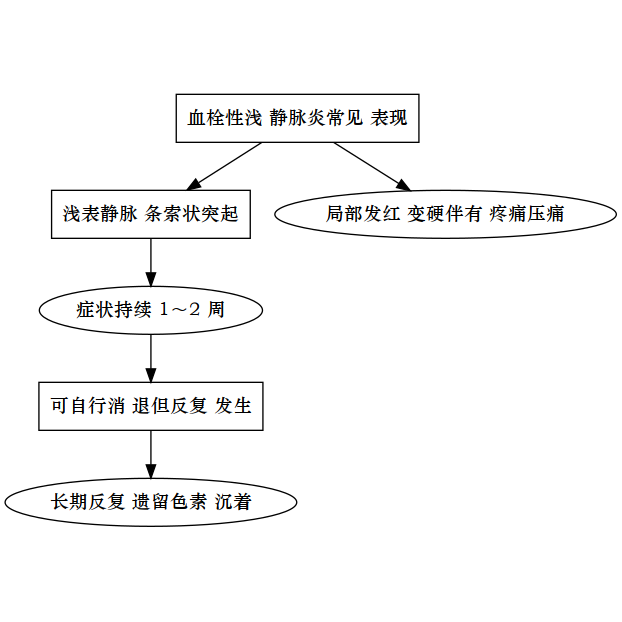 血栓性浅 静脉炎常见 表现
浅表静脉 条索状突起
局部发红 变硬伴有 疼痛压痛
症状持续 1～2 周
可自行消 退但反复 发生
长期反复 遗留色素 沉着